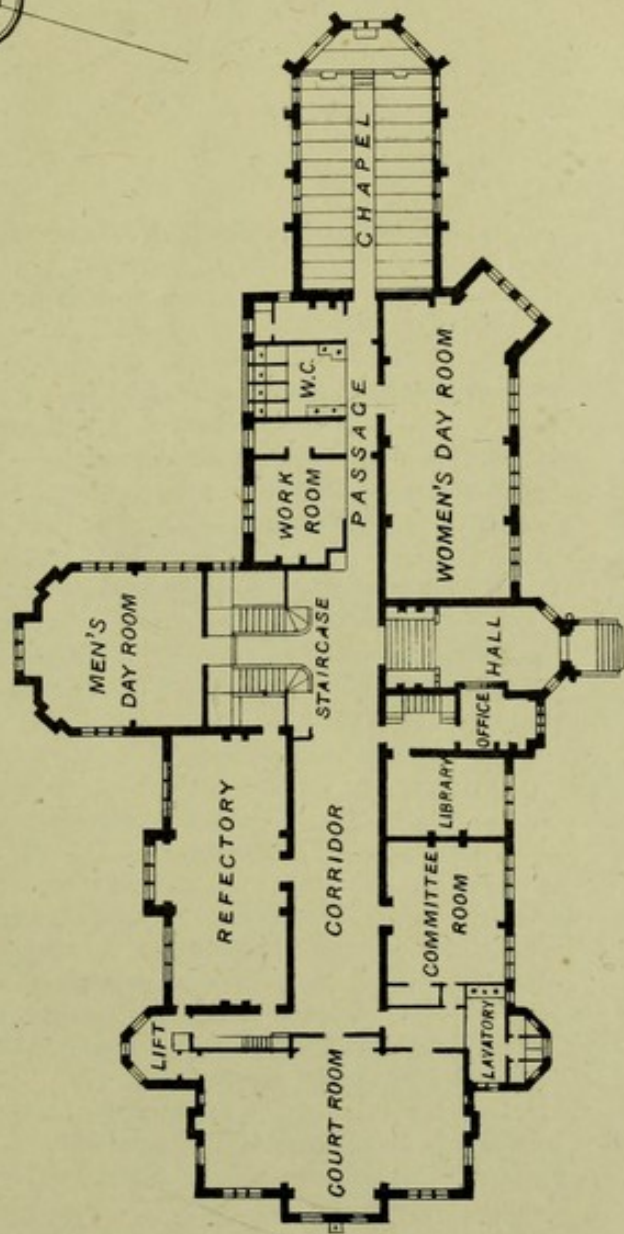 CHAPEL
W.C.
PASSAGE
WORK
ROOM
WOMEN'S DAY ROOM
MEN'S
DAY ROOM
STAIRCASE
HALL
OFFICE
LIBRARY
REFECTORY
CORRIDOR
COMMITTEE
ROOM
LIFT
LAVATORY
COURT ROOM